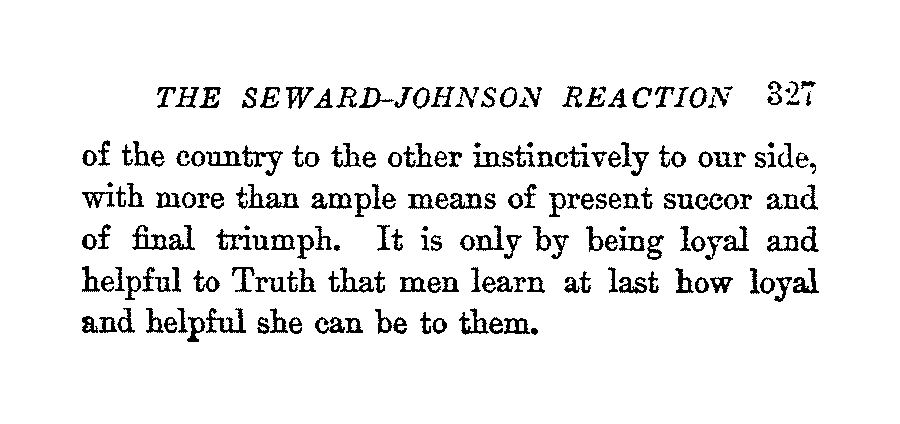 THE SEWARD-JOHNSON REACTION 327
of the country to the other instinctively to our side,
with more than ample means of present succor and
of final triumph. It is only by being loyal and
helpful to Truth that men learn at last how loyal
and helpful she can be to them.